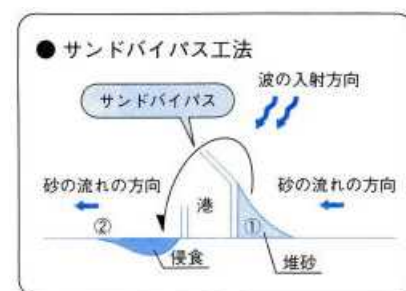 ● サンドバイパス工法
波の入射方向
サンドバイパス
砂の流れの方向
砂の流れの方向
港
②
①
侵食
堆砂